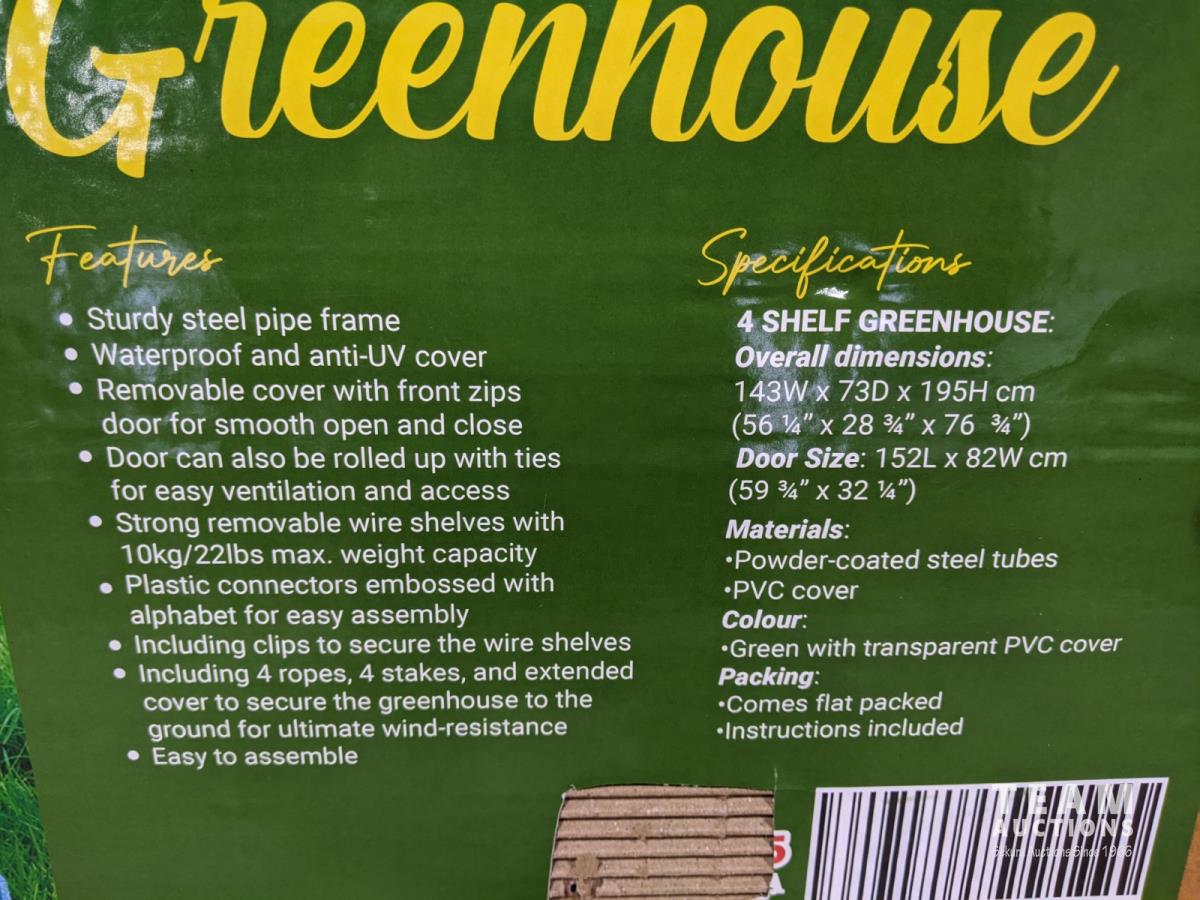 Greenhouse
Features
• Sturdy steel pipe frame
• Waterproof and anti-UV cover
• Removable cover with front zips
door for smooth open and close
• Door can also be rolled up with ties
for easy ventilation and access
• Strong removable wire shelves with
10kg/22lbs max. weight capacity
• Plastic connectors embossed with
alphabet for easy assembly
• Including clips to secure the wire shelves
• Including 4 ropes, 4 stakes, and extended
cover to secure the greenhouse to the
ground for ultimate wind-resistance
• Easy to assemble
Specifications
4 SHELF GREENHOUSE:
Overall dimensions:
143W x 73D x 195H cm
(56 ¼” x 28 ¾” x 76 ¾”)
Door Size: 152L x 82W cm
(59 ¾” x 32 ¼”)
Materials:
•Powder-coated steel tubes
•PVC cover
Colour:
•Green with transparent PVC cover
Packing:
•Comes flat packed
•Instructions included
5
A
TEAM
AUCTIONS
Auctions Since 1966